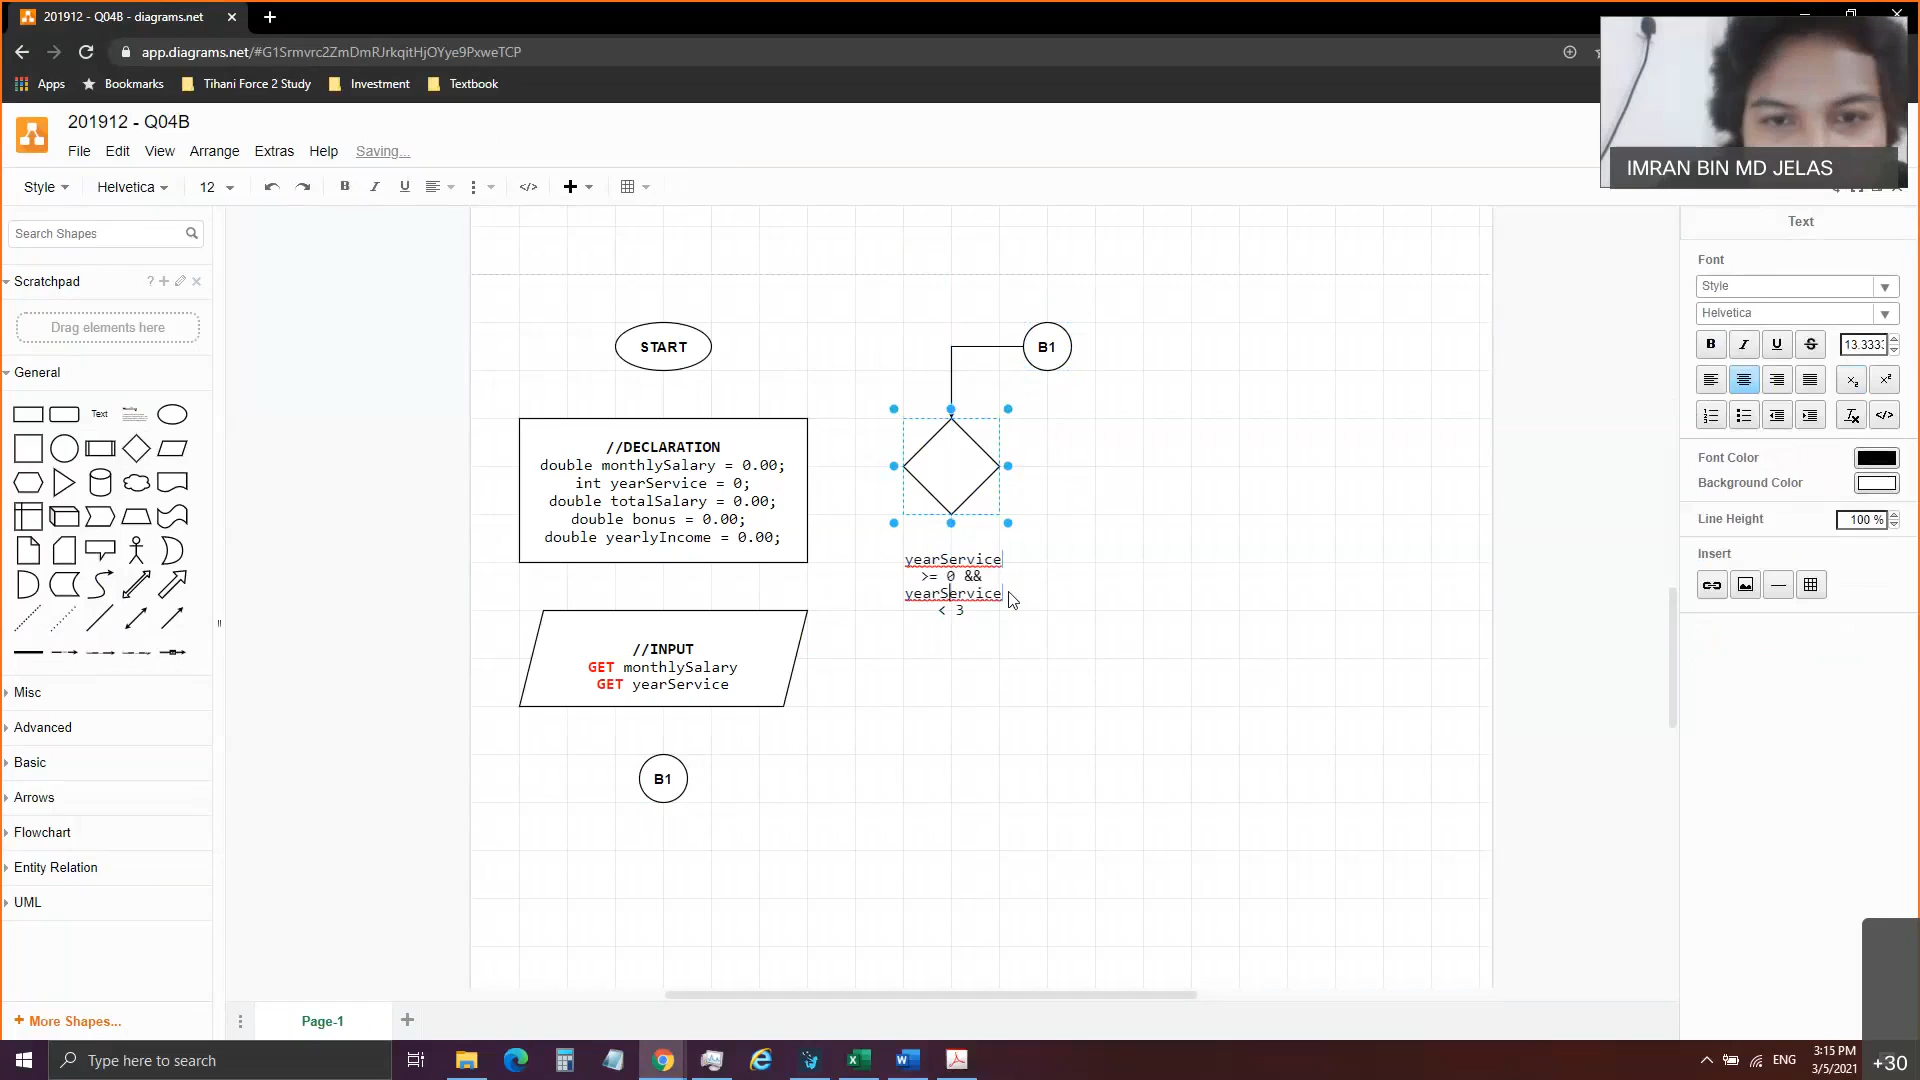 201912 - Q04B - diagrams.net
app.diagrams.net/#G1Srmvrc2ZmDmRJrkqitHjOYye9PxweTCP
Apps
Bookmarks
Tihani Force 2 Study
Investment
Textbook
IMRAN BIN MD JELAS
201912 - Q04B
File
Edit
View
Arrange
Extras
Help
Saving...
Style
Helvetica
12
B
I
U
Search Shapes
Scratchpad
Drag elements here
General
Text
Misc
Advanced
Basic
Arrows
Flowchart
Entity Relation
UML
+ More Shapes...
START
//DECLARATION
double monthlySalary = 0.00;
int yearService = 0;
double totalSalary = 0.00;
double bonus = 0.00;
double yearlyIncome = 0.00;
//INPUT
GET monthlySalary
GET yearService
B1
B1
yearService
>= 0 &&
yearService
< 3
Text
Font
Style
Helvetica
B
I
U
S
Font Color
Background Color
Line Height
100 %
Insert
Page-1
Type here to search
ENG
3:15 PM
3/5/2021
+30